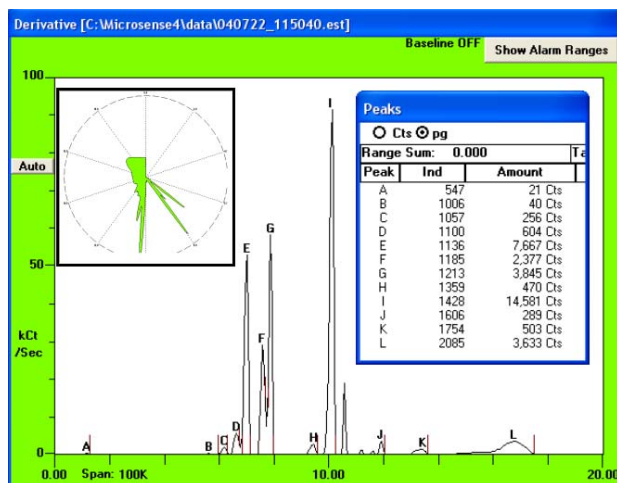 Derivative [C:\Microsense4\data\040722_115040.est]
Baseline OFF Show Alarm Ranges
100
Auto
50
kCt
/Sec
0
0.00 Span: 100K 10.00 20.00
A B C D E F G H I J K L
Peaks
Cts pg
Range Sum: 0.000 Ta
Peak Ind Amount
A 547 21 Cts
B 1006 40 Cts
C 1057 256 Cts
D 1100 604 Cts
E 1136 7,667 Cts
F 1185 2,377 Cts
G 1213 3,845 Cts
H 1359 470 Cts
I 1428 14,581 Cts
J 1606 289 Cts
K 1754 503 Cts
L 2085 3,633 Cts